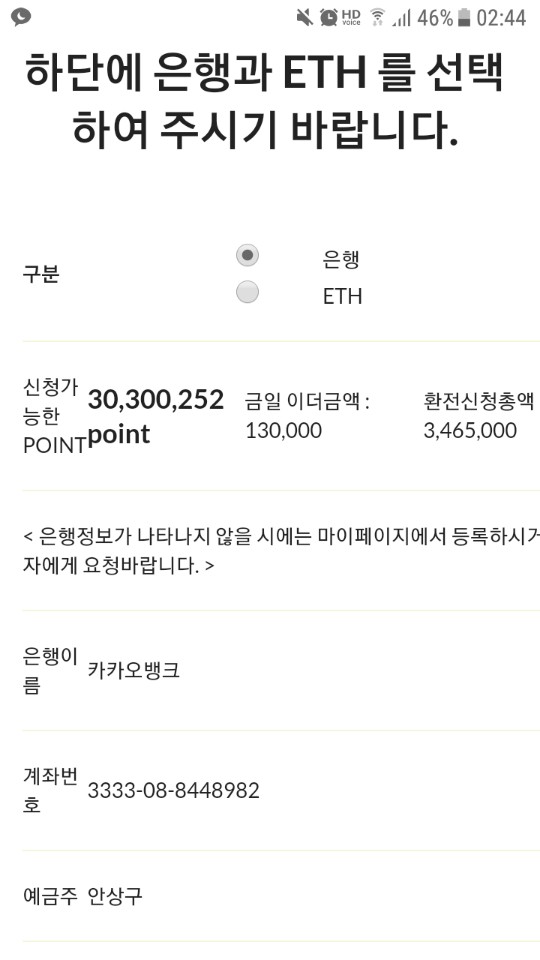 HD voice 46% 02:44
하단에 은행과 ETH 를 선택
하여 주시기 바랍니다.
구분
은행
ETH
신청가
능한
POINT
30,300,252
point
금일 이더금액 :
130,000
환전신청총액
3,465,000
< 은행정보가 나타나지 않을 시에는 마이페이지에서 등록하시거
자에게 요청바랍니다. >
은행이
름
카카오뱅크
계좌번
호
3333-08-8448982
예금주 안상구